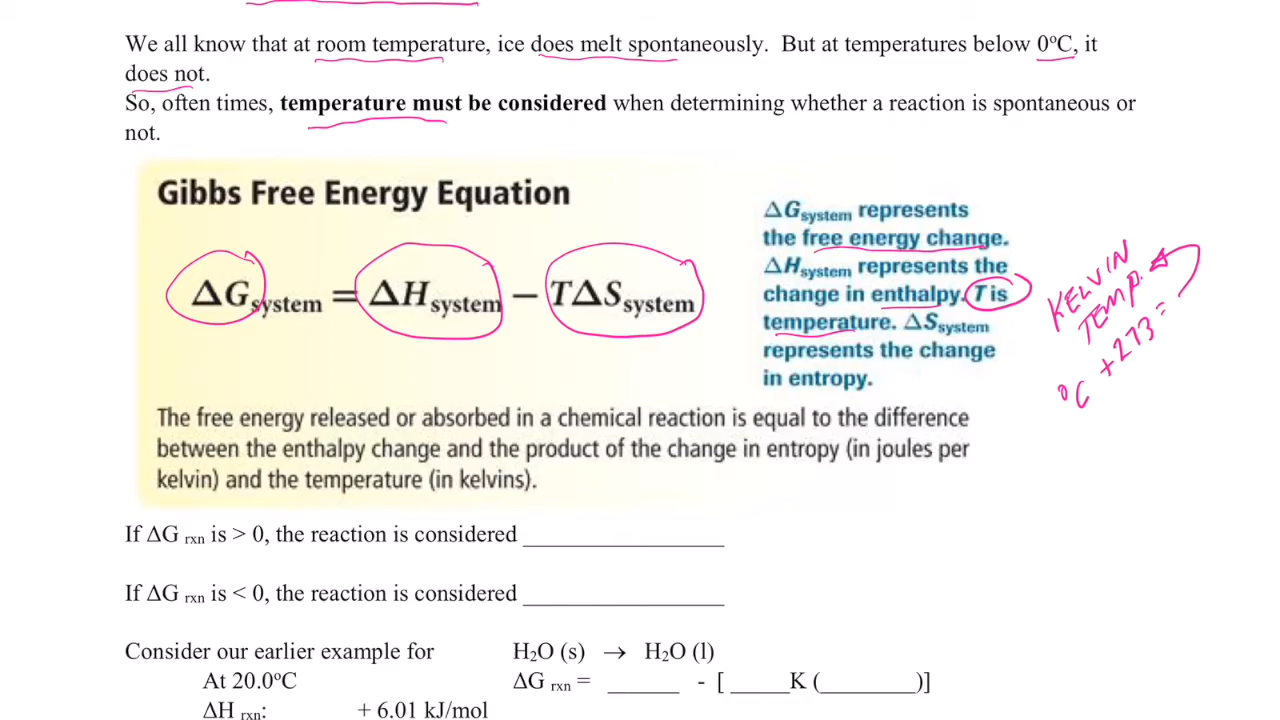 We all know that at room temperature, ice does melt spontaneously.  But at temperatures below 0°C, it
does not.
So, often times, temperature must be considered when determining whether a reaction is spontaneous or
not.
Gibbs Free Energy Equation
ΔGsystem = ΔHsystem − TΔSsystem
ΔGsystem represents
the free energy change.
ΔHsystem represents the
change in enthalpy. T is
temperature. ΔSsystem
represents the change
in entropy.
KELVIN
TEMP.
°C +273 =
The free energy released or absorbed in a chemical reaction is equal to the difference
between the enthalpy change and the product of the change in entropy (in joules per
kelvin) and the temperature (in kelvins).
If ΔG rxn is > 0, the reaction is considered _________________
If ΔG rxn is < 0, the reaction is considered _________________
Consider our earlier example for H2O (s) → H2O (l)
At 20.0°C ΔG rxn = ______ - [ _____K (________)]
ΔH rxn: + 6.01 kJ/mol